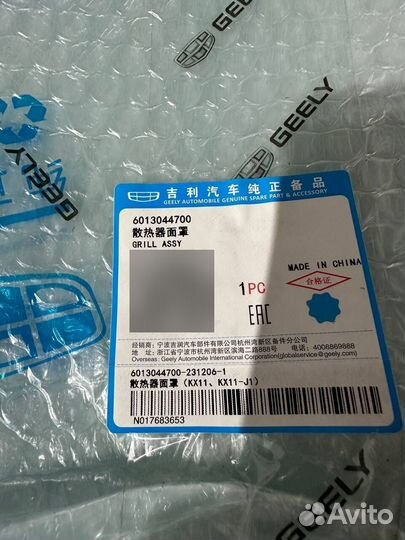 GEELY
GEELY
GEELY
GEELY
吉利汽车纯正备品
GEELY AUTOMOBILE GENUINE SPARE PART & ACCESSORIES
6013044700
散热器面罩
GRILL ASSY
1PC
MADE IN CHINA
合格证
EAC
经销商:宁波吉润汽车部件有限公司杭州湾新区备件分公司
地 址:浙江省宁波市杭州湾新区滨海二路888号 电话:4008869888
Overseas: Geely Automobile International Corporation(globalservice@geely.com)
6013044700-231206-1
散热器面罩(KX11、KX11-J1)
N017683653
GEELY
Avito